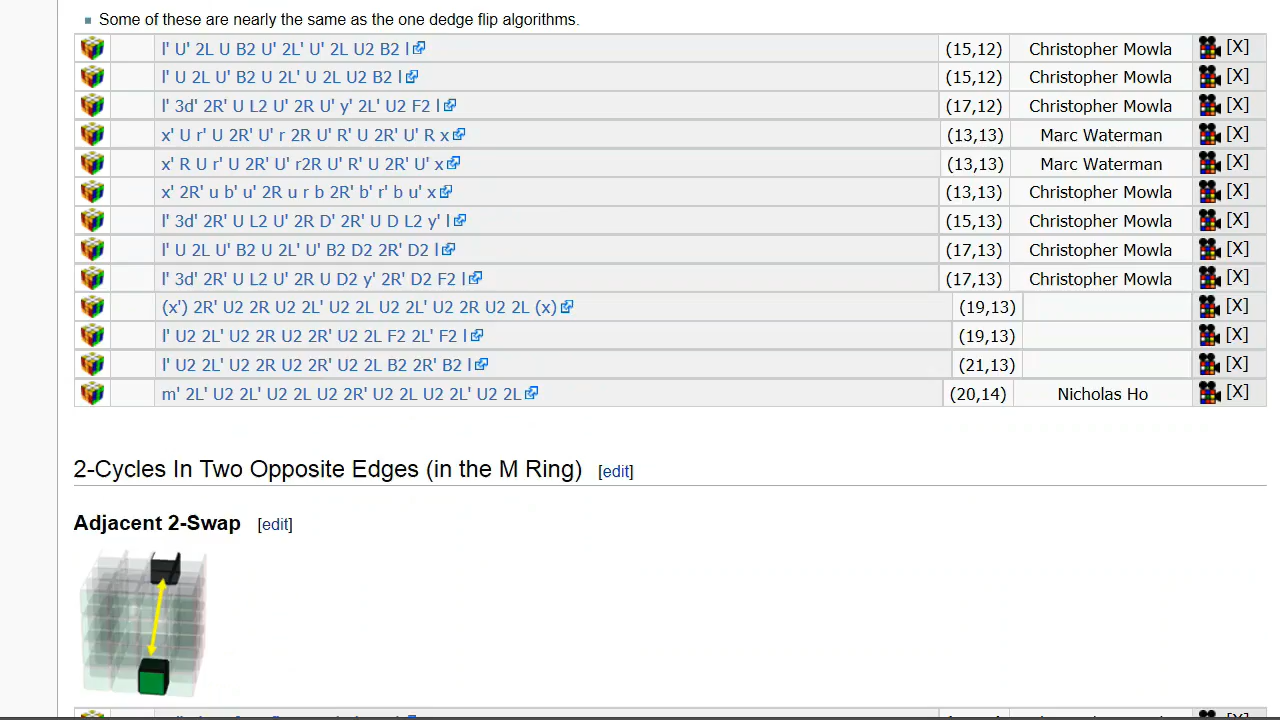 Some of these are nearly the same as the one dedge flip algorithms.
l' U' 2L U B2 U' 2L' U' 2L U2 B2 l (15,12) Christopher Mowla [X]
l' U 2L U' B2 U 2L' U 2L U2 B2 l (15,12) Christopher Mowla [X]
l' 3d' 2R' U L2 U' 2R U' y' 2L' U2 F2 l (17,12) Christopher Mowla [X]
x' U r' U 2R' U' r 2R U' R' U 2R' U' R x (13,13) Marc Waterman [X]
x' R U r' U 2R' U' r2R U' R' U 2R' U' x (13,13) Marc Waterman [X]
x' 2R' u b' u' 2R u r b 2R' b' r' b u' x (13,13) Christopher Mowla [X]
l' 3d' 2R' U L2 U' 2R D' 2R' U D L2 y' l (15,13) Christopher Mowla [X]
l' U 2L U' B2 U 2L' U' B2 D2 2R' D2 l (17,13) Christopher Mowla [X]
l' 3d' 2R' U L2 U' 2R U D2 y' 2R' D2 F2 l (17,13) Christopher Mowla [X]
(x') 2R' U2 2R U2 2L' U2 2L U2 2L' U2 2R U2 2L (x) (19,13) [X]
l' U2 2L' U2 2R U2 2R' U2 2L F2 2L' F2 l (19,13) [X]
l' U2 2L' U2 2R U2 2R' U2 2L B2 2R' B2 l (21,13) [X]
m' 2L' U2 2L' U2 2L U2 2R' U2 2L U2 2L' U2 2L (20,14) Nicholas Ho [X]
2-Cycles In Two Opposite Edges (in the M Ring) [edit]
Adjacent 2-Swap [edit]